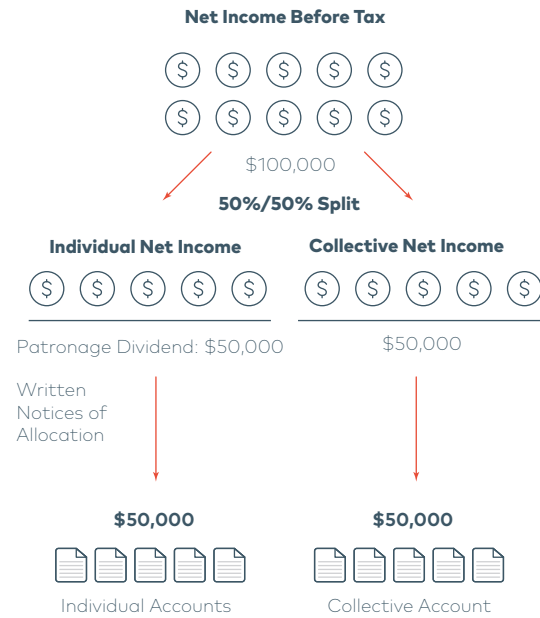 Net Income Before Tax
$ $ $ $ $
$ $ $ $ $
$100,000
50%/50% Split
Individual Net Income
$ $ $ $ $
Patronage Dividend: $50,000
Written
Notices of
Allocation
$50,000
Individual Accounts
Collective Net Income
$ $ $ $ $
$50,000
$50,000
Collective Account